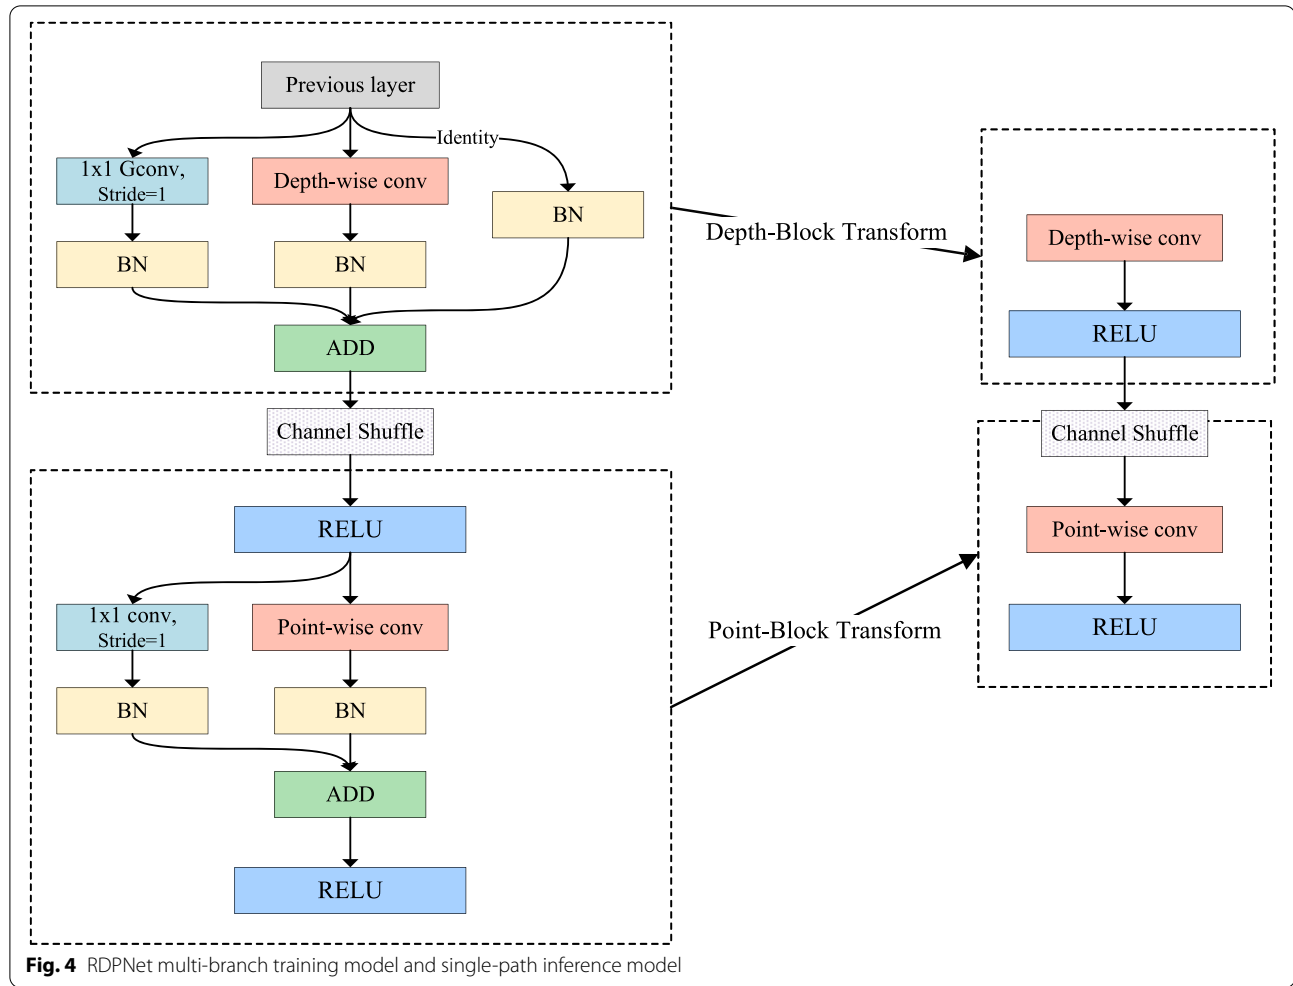 Previous layer
Identity
1x1 Gconv,
Stride=1
Depth-wise conv
BN
BN
BN
ADD
Channel Shuffle
RELU
1x1 conv,
Stride=1
Point-wise conv
BN
BN
ADD
RELU
Depth-Block Transform
Point-Block Transform
Depth-wise conv
RELU
Channel Shuffle
Point-wise conv
RELU
Fig. 4 RDPNet multi-branch training model and single-path inference model